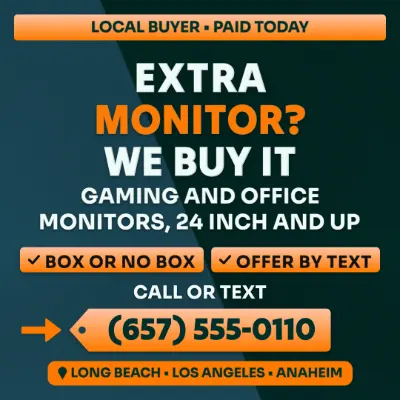 LOCAL BUYER ▪ PAID TODAY
EXTRA
MONITOR?
WE BUY IT
GAMING AND OFFICE
MONITORS, 24 INCH AND UP
✓ BOX OR NO BOX ✓ OFFER BY TEXT
CALL OR TEXT
(657) 555-0110
LONG BEACH ▪ LOS ANGELES ▪ ANAHEIM